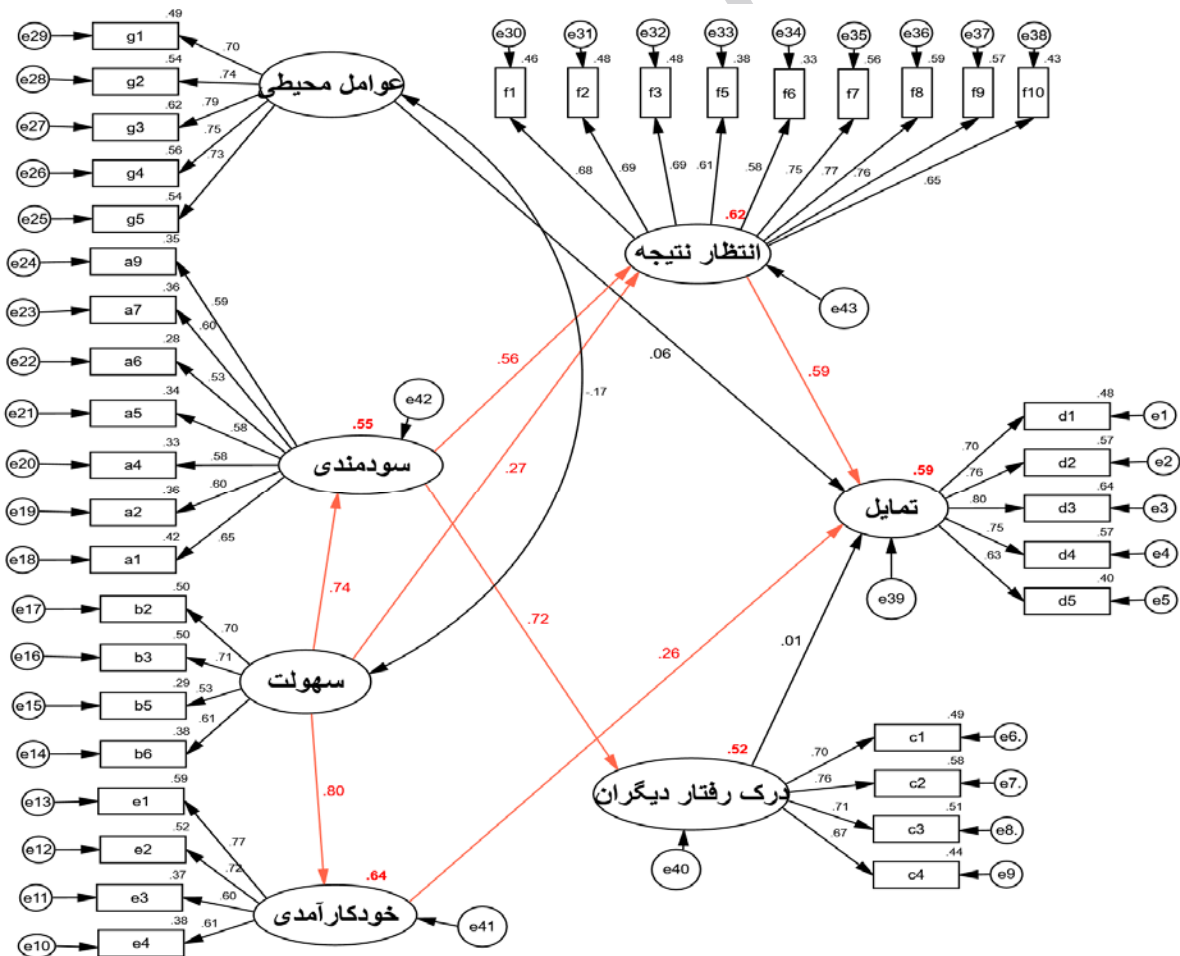 e29 g1 .49 .70
e28 g2 .54 .74
e27 g3 .62 .79
e26 g4 .56 .75
e25 g5 .54 .73
عوامل محیطی
e30 e31 e32 e33 e34 e35 e36 e37 e38
.46 .48 .48 .38 .33 .56 .59 .57 .43
f1 f2 f3 f5 f6 f7 f8 f9 f10
.68 .69 .69 .61 .58 .75 .77 .76 .65
.62
انتظار نتیجه
e43
e24 a9 .35 .59
e23 a7 .36 .60
e22 a6 .28 .53
e21 a5 .34 .58
e20 a4 .33 .58
e19 a2 .36 .60
e18 a1 .42 .65
.55
e42
سودمندی
.56
.27
.06
-.17
.59
.74
.72
.26
.01
.80
.59
تمایل
e39
.70 d1 .48 e1
.76 d2 .57 e2
.80 d3 .64 e3
.75 d4 .57 e4
.63 d5 .40 e5
e17 b2 .50 .70
e16 b3 .50 .71
e15 b5 .29 .53
e14 b6 .38 .61
سهولت
.52
درک رفتار دیگران
e40
.70 c1 .49 e6.
.76 c2 .58 e7.
.71 c3 .51 e8.
.67 c4 .44 e9
e13 e1 .59 .77
e12 e2 .52 .72
e11 e3 .37 .60
e10 e4 .38 .61
.64
خودکارآمدی
e41